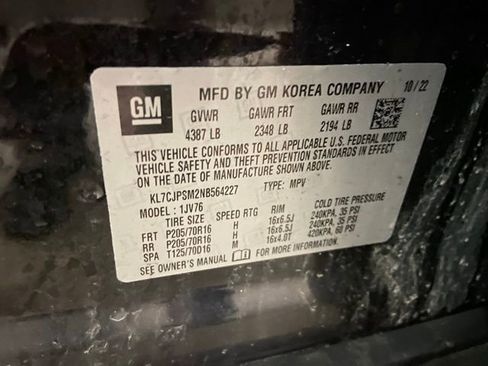 GM
MFD BY GM KOREA COMPANY 10/22
GVWR GAWR FRT GAWR RR
4387 LB 2348 LB 2194 LB
THIS VEHICLE CONFORMS TO ALL APPLICABLE U.S. FEDERAL MOTOR
VEHICLE SAFETY AND THEFT PREVENTION STANDARDS IN EFFECT ON
THE DATE OF MANUFACTURE SHOWN ABOVE.
KL7CJPSM2NB564227 TYPE: MPV
MODEL: 1JV76
TIRE SIZE SPEED RTG RIM COLD TIRE PRESSURE
FRT P205/70R16 H 16x6.5J 240KPA, 35 PSI
RR P205/70R16 H 16x6.5J 240KPA, 35 PSI
SPA T125/70D16 M 16x4.0T 420KPA, 60 PSI
SEE OWNER'S MANUAL FOR MORE INFORMATION.